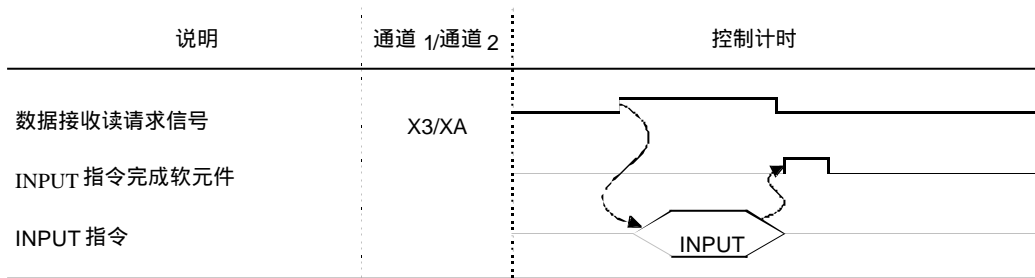 说明 通道 1/通道 2 控制计时
数据接收读请求信号 X3/XA
INPUT 指令完成软元件
INPUT 指令 INPUT